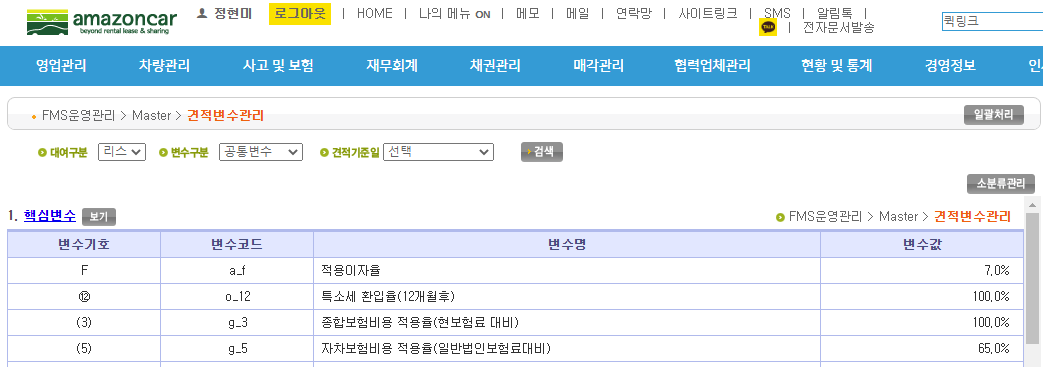 amazoncar
beyond rental lease & sharing
정현미 로그아웃 | HOME | 나의 메뉴 ON | 메모 | 메일 | 연락망 | 사이트링크 | SMS | 알림톡 |
TALK | 전자문서발송
퀵링크
영업관리 차량관리 사고 및 보험 재무회계 채권관리 매각관리 협력업체관리 현황 및 통계 경영정보
FMS운영관리 > Master > 견적변수관리 일괄처리
대여구분 리스 변수구분 공통변수 견적기준일 선택 검색
소분류관리
1. 핵심변수 보기 FMS운영관리 > Master > 견적변수관리
변수기호 변수코드 변수명 변수값
F a_f 적용이자율 7.0%
⑫ o_12 특소세 환입율(12개월후) 100.0%
(3) g_3 종합보험비용 적용율(현보험료 대비) 100.0%
(5) g_5 자차보험비용 적용율(일반법인보험료대비) 65.0%